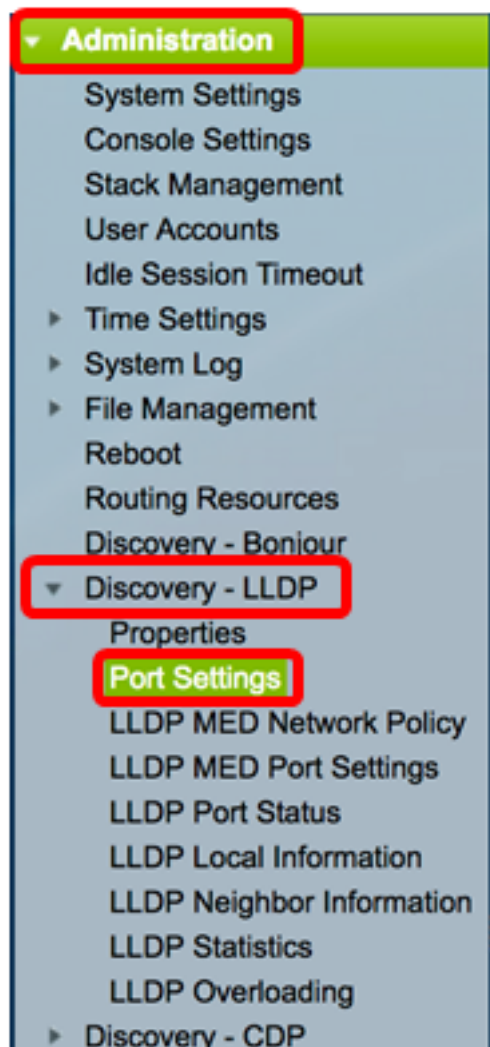 Administration
System Settings
Console Settings
Stack Management
User Accounts
Idle Session Timeout
Time Settings
System Log
File Management
Reboot
Routing Resources
Discovery - Bonjour
Discovery - LLDP
Properties
Port Settings
LLDP MED Network Policy
LLDP MED Port Settings
LLDP Port Status
LLDP Local Information
LLDP Neighbor Information
LLDP Statistics
LLDP Overloading
Discovery - CDP